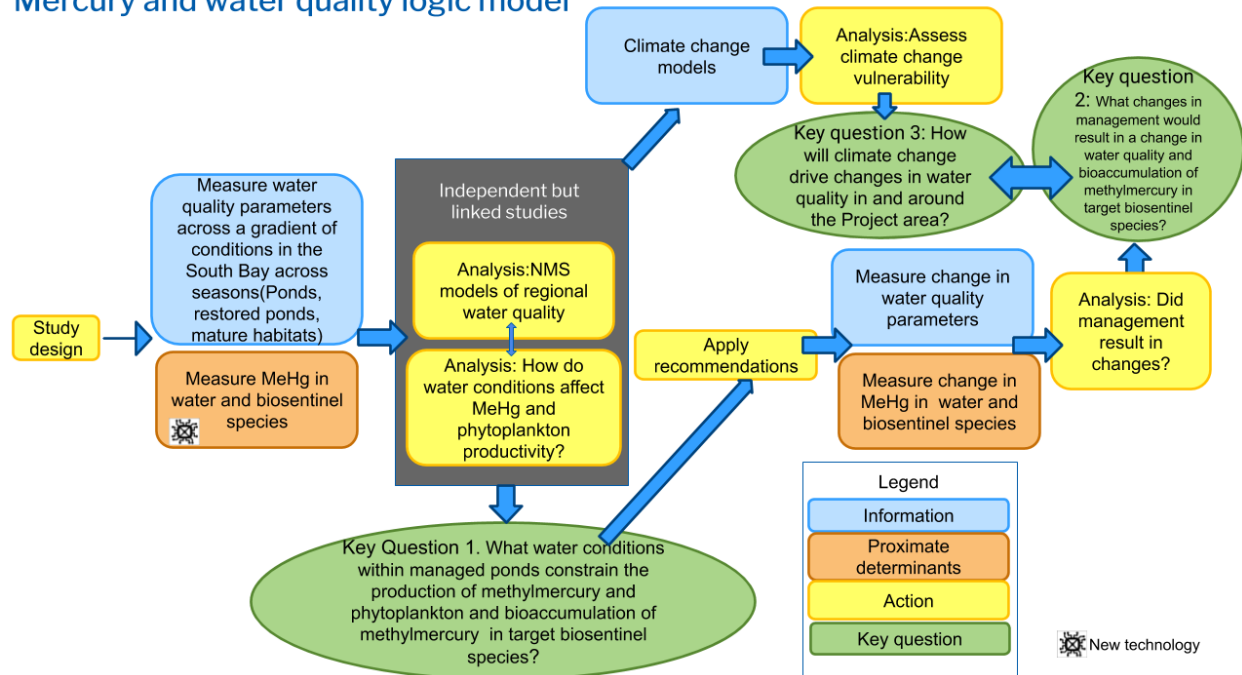 Mercury and water quality logic model
Climate change
models
Analysis:Assess
climate change
vulnerability
Key question
2: What changes in
management would
result in a change in
water quality and
bioaccumulation of
methylmercury in
target biosentinel
species?
Key question 3: How
will climate change
drive changes in water
quality in and around
the Project area?
Measure water
quality parameters
across a gradient of
conditions in the
South Bay across
seasons(Ponds,
restored ponds,
mature habitats)
Independent but
linked studies
Analysis:NMS
models of regional
water quality
Study
design
Measure MeHg in
water and biosentinel
species
Analysis: How do
water conditions affect
MeHg and
phytoplankton
productivity?
Apply
recommendations
Measure change in
water quality
parameters
Measure change in
MeHg in water and
biosentinel species
Analysis: Did
management
result in
changes?
Key Question 1. What water conditions
within managed ponds constrain the
production of methylmercury and
phytoplankton and bioaccumulation of
methylmercury in target biosentinel
species?
Legend
Information
Proximate
determinants
Action
Key question
New technology